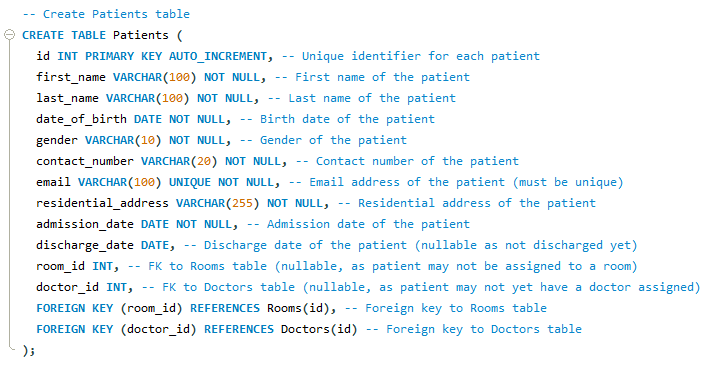 -- Create Patients table
CREATE TABLE Patients (
id INT PRIMARY KEY AUTO_INCREMENT, -- Unique identifier for each patient
first_name VARCHAR(100) NOT NULL, -- First name of the patient
last_name VARCHAR(100) NOT NULL, -- Last name of the patient
date_of_birth DATE NOT NULL, -- Birth date of the patient
gender VARCHAR(10) NOT NULL, -- Gender of the patient
contact_number VARCHAR(20) NOT NULL, -- Contact number of the patient
email VARCHAR(100) UNIQUE NOT NULL, -- Email address of the patient (must be unique)
residential_address VARCHAR(255) NOT NULL, -- Residential address of the patient
admission_date DATE NOT NULL, -- Admission date of the patient
discharge_date DATE, -- Discharge date of the patient (nullable as not discharged yet)
room_id INT, -- FK to Rooms table (nullable, as patient may not be assigned to a room)
doctor_id INT, -- FK to Doctors table (nullable, as patient may not yet have a doctor assigned)
FOREIGN KEY (room_id) REFERENCES Rooms(id), -- Foreign key to Rooms table
FOREIGN KEY (doctor_id) REFERENCES Doctors(id) -- Foreign key to Doctors table
);